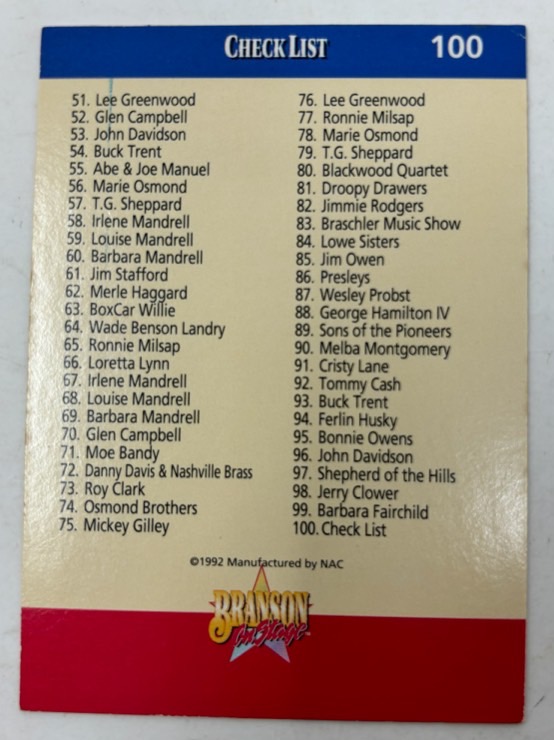 CHECK LIST 100
51. Lee Greenwood
52. Glen Campbell
53. John Davidson
54. Buck Trent
55. Abe & Joe Manuel
56. Marie Osmond
57. T.G. Sheppard
58. Irlene Mandrell
59. Louise Mandrell
60. Barbara Mandrell
61. Jim Stafford
62. Merle Haggard
63. BoxCar Willie
64. Wade Benson Landry
65. Ronnie Milsap
66. Loretta Lynn
67. Irlene Mandrell
68. Louise Mandrell
69. Barbara Mandrell
70. Glen Campbell
71. Moe Bandy
72. Danny Davis & Nashville Brass
73. Roy Clark
74. Osmond Brothers
75. Mickey Gilley
76. Lee Greenwood
77. Ronnie Milsap
78. Marie Osmond
79. T.G. Sheppard
80. Blackwood Quartet
81. Droopy Drawers
82. Jimmie Rodgers
83. Braschler Music Show
84. Lowe Sisters
85. Jim Owen
86. Presleys
87. Wesley Probst
88. George Hamilton IV
89. Sons of the Pioneers
90. Melba Montgomery
91. Cristy Lane
92. Tommy Cash
93. Buck Trent
94. Ferlin Husky
95. Bonnie Owens
96. John Davidson
97. Shepherd of the Hills
98. Jerry Clower
99. Barbara Fairchild
100. Check List
©1992 Manufactured by NAC
BRANSON
On Stage™